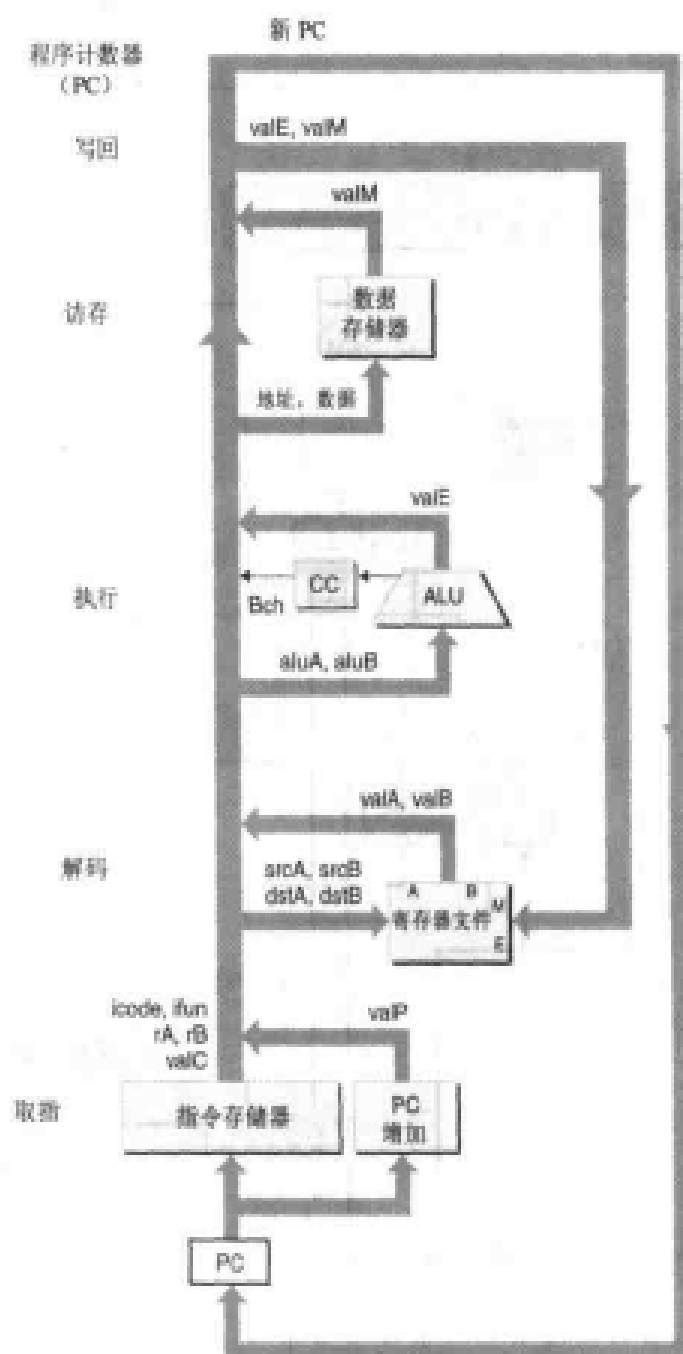 新 PC
程序计数器
（PC）
valE, valM
写回
valM
数据
存储器
访存
地址，数据
valE
CC
ALU
Bch
执行
aluA, aluB
valA, valB
解码
srcA, srcB
dstA, dstB
A
B
M
寄存器文件
E
icode, ifun
rA, rB
valC
valP
取指
指令存储器
PC
增加
PC